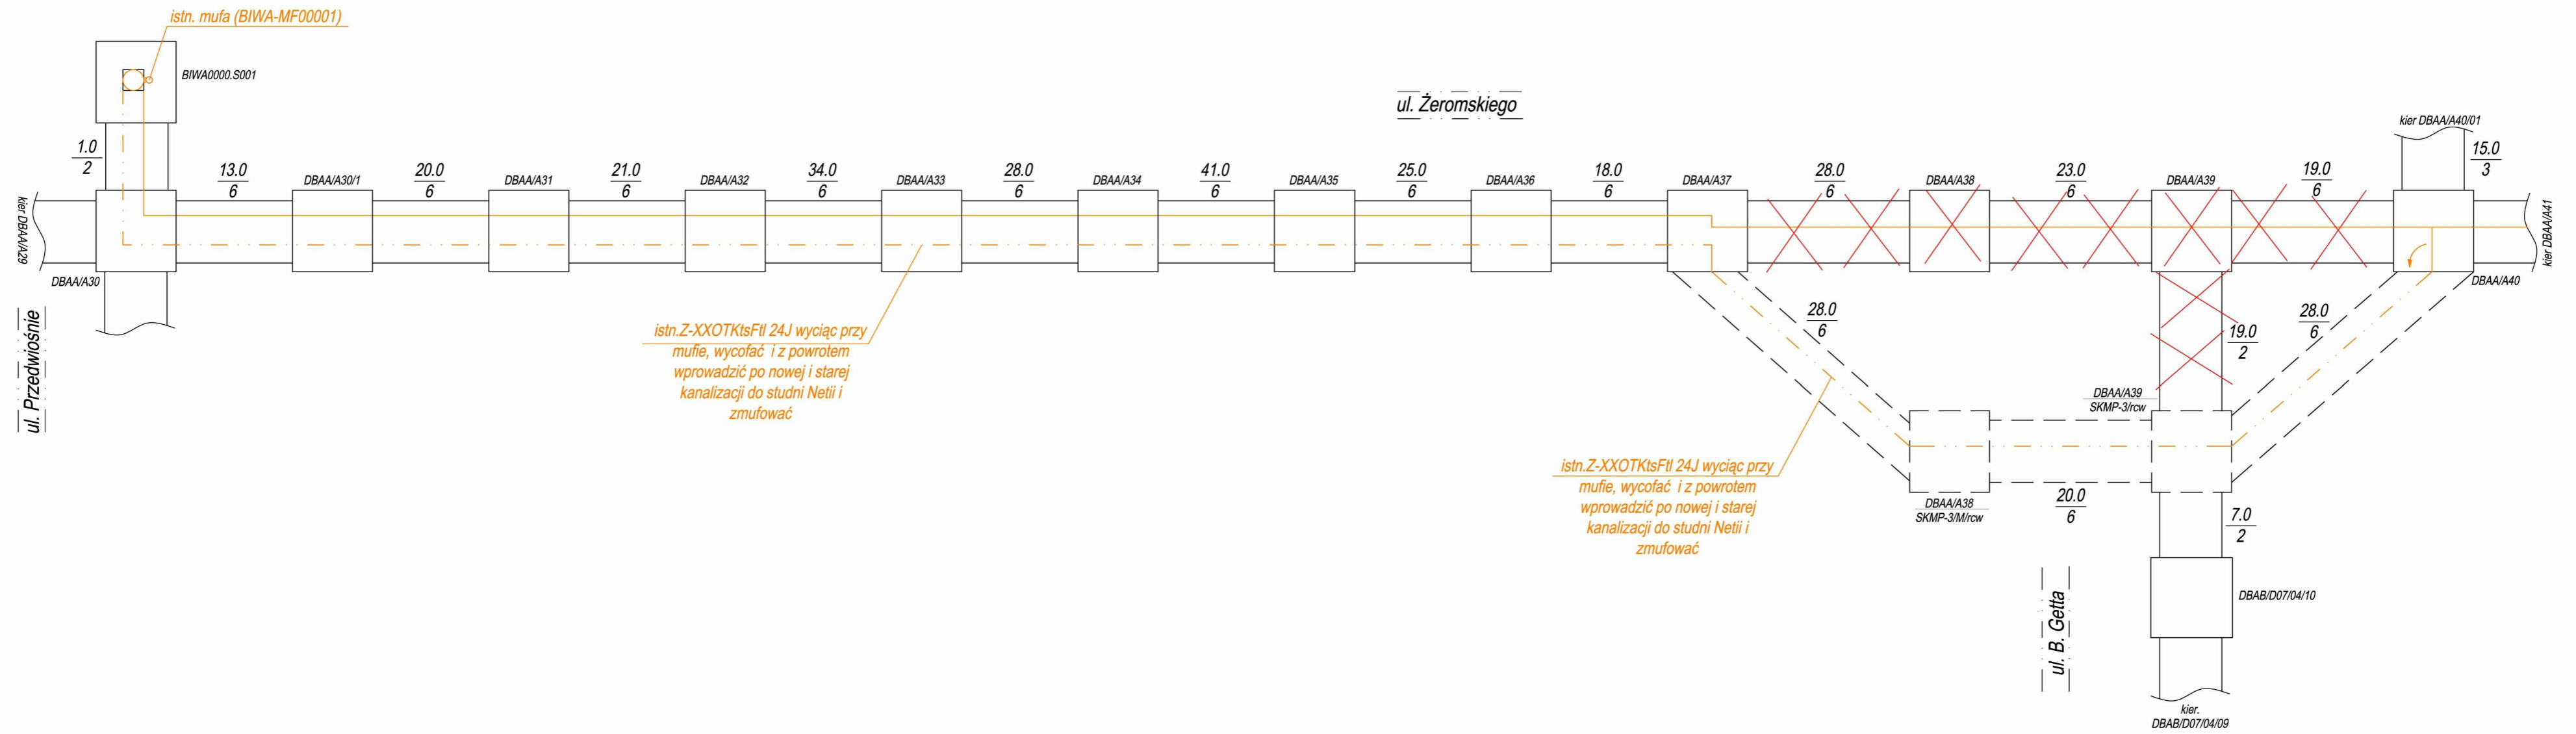 istn. mufa (BIWA-MF00001)
BIWA0000.S001
ul. Żeromskiego
kier DBAA/A40/01
1.0
2
13.0
6
DBAA/A30/1
20.0
6
DBAA/A31
21.0
6
DBAA/A32
34.0
6
DBAA/A33
28.0
6
DBAA/A34
41.0
6
DBAA/A35
25.0
6
DBAA/A36
18.0
6
DBAA/A37
28.0
6
DBAA/A38
23.0
6
DBAA/A39
19.0
6
15.0
3
kier DBAA/A29
kier DBAA/A41
DBAA/A30
DBAA/A40
ul. Przedwiośnie
istn.Z-XXOTKtsFtl 24J wyciąc przy
mufie, wycofać i z powrotem
wprowadzić po nowej i starej
kanalizacji do studni Netii i
zmufować
28.0
6
19.0
2
28.0
6
DBAA/A39
SKMP-3/rcw
istn.Z-XXOTKtsFtl 24J wyciąc przy
mufie, wycofać i z powrotem
wprowadzić po nowej i starej
kanalizacji do studni Netii i
zmufować
DBAA/A38
SKMP-3/M/rcw
20.0
6
7.0
2
ul. B. Getta
DBAB/D07/04/10
kier.
DBAB/D07/04/09